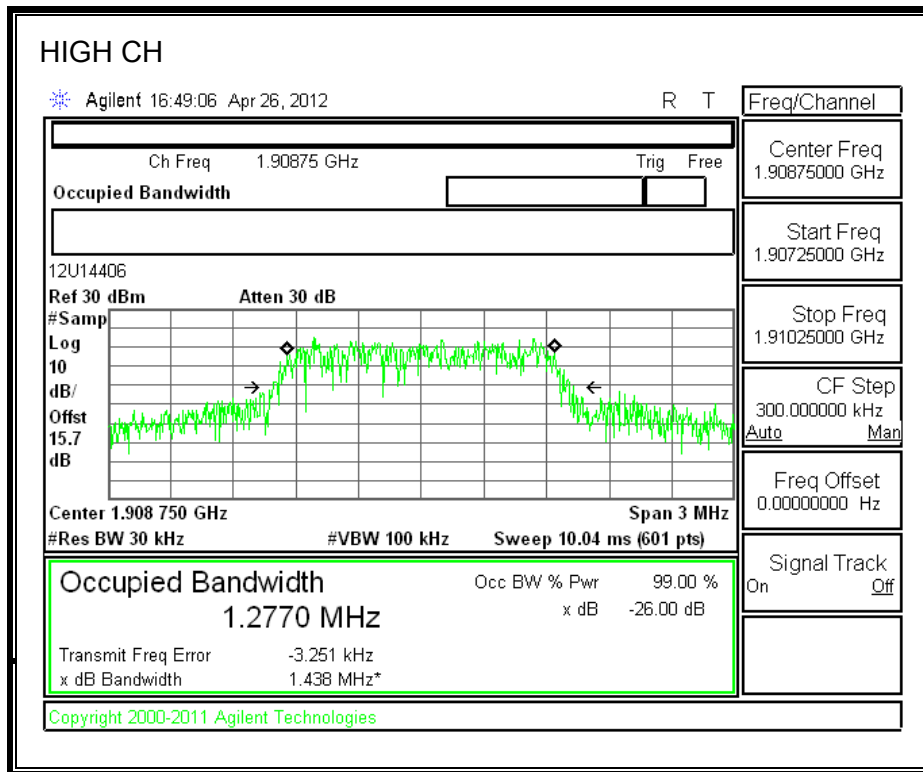 HIGH CH
Agilent 16:49:06 Apr 26, 2012 R T
Freq/Channel
Ch Freq 1.90875 GHz Trig Free
Occupied Bandwidth
Center Freq
1.90875000 GHz
Start Freq
1.90725000 GHz
Stop Freq
1.91025000 GHz
CF Step
300.000000 kHz
Auto Man
Freq Offset
0.00000000 Hz
Signal Track
On Off
12U14406
Ref 30 dBm Atten 30 dB
#Samp
Log
10
dB/
Offst
15.7
dB
Center 1.908 750 GHz Span 3 MHz
#Res BW 30 kHz #VBW 100 kHz Sweep 10.04 ms (601 pts)
Occupied Bandwidth Occ BW % Pwr 99.00 %
1.2770 MHz x dB -26.00 dB
Transmit Freq Error -3.251 kHz
x dB Bandwidth 1.438 MHz*
Copyright 2000-2011 Agilent Technologies